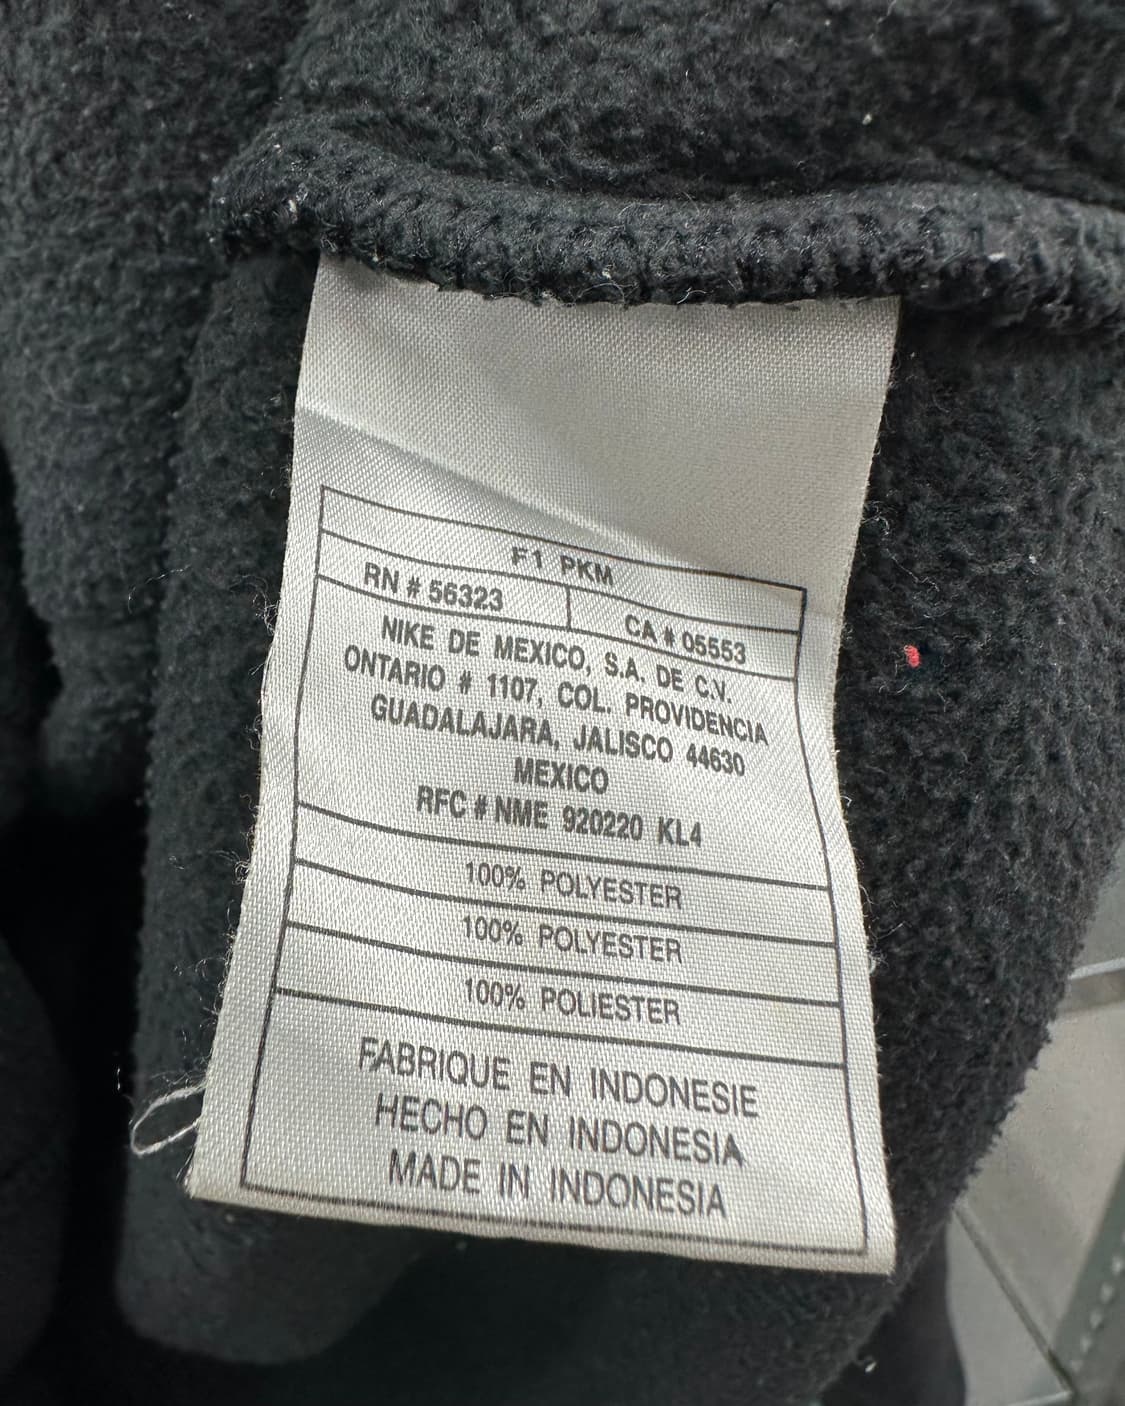 F1 PKM
RN # 56323 CA # 05553
NIKE DE MEXICO, S.A. DE C.V.
ONTARIO # 1107, COL. PROVIDENCIA
GUADALAJARA, JALISCO 44630
MEXICO
RFC # NME 920220 KL4
100% POLYESTER
100% POLYESTER
100% POLIESTER
FABRIQUE EN INDONESIE
HECHO EN INDONESIA
MADE IN INDONESIA